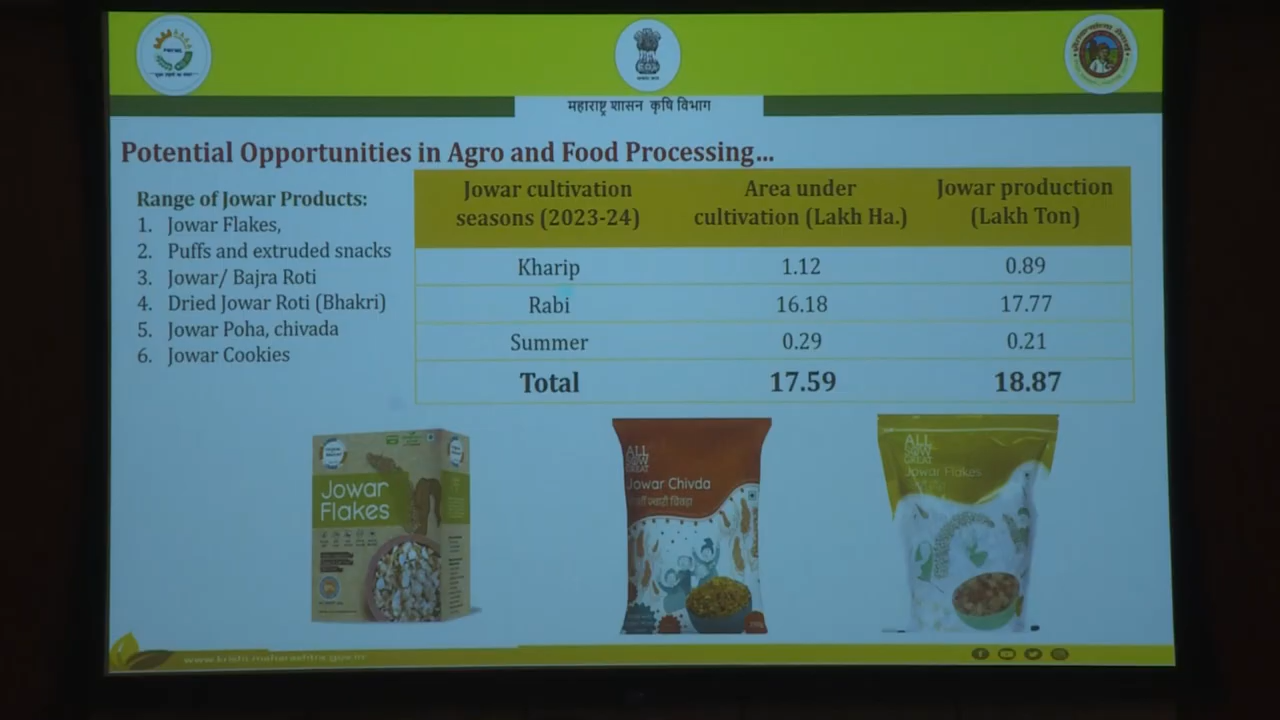 महाराष्ट्र शासन कृषि विभाग
Potential Opportunities in Agro and Food Processing...
Range of Jowar Products:
1. Jowar Flakes,
2. Puffs and extruded snacks
3. Jowar/ Bajra Roti
4. Dried Jowar Roti (Bhakri)
5. Jowar Poha, chivada
6. Jowar Cookies
Jowar cultivation seasons (2023-24) Area under cultivation (Lakh Ha.) Jowar production (Lakh Ton)
Kharip 1.12 0.89
Rabi 16.18 17.77
Summer 0.29 0.21
Total 17.59 18.87
Jowar
Flakes
ALL
GREAT
Jowar Chivda
ALL
GREAT
Jowar Flakes
www.krishi.maharashtra.gov.in